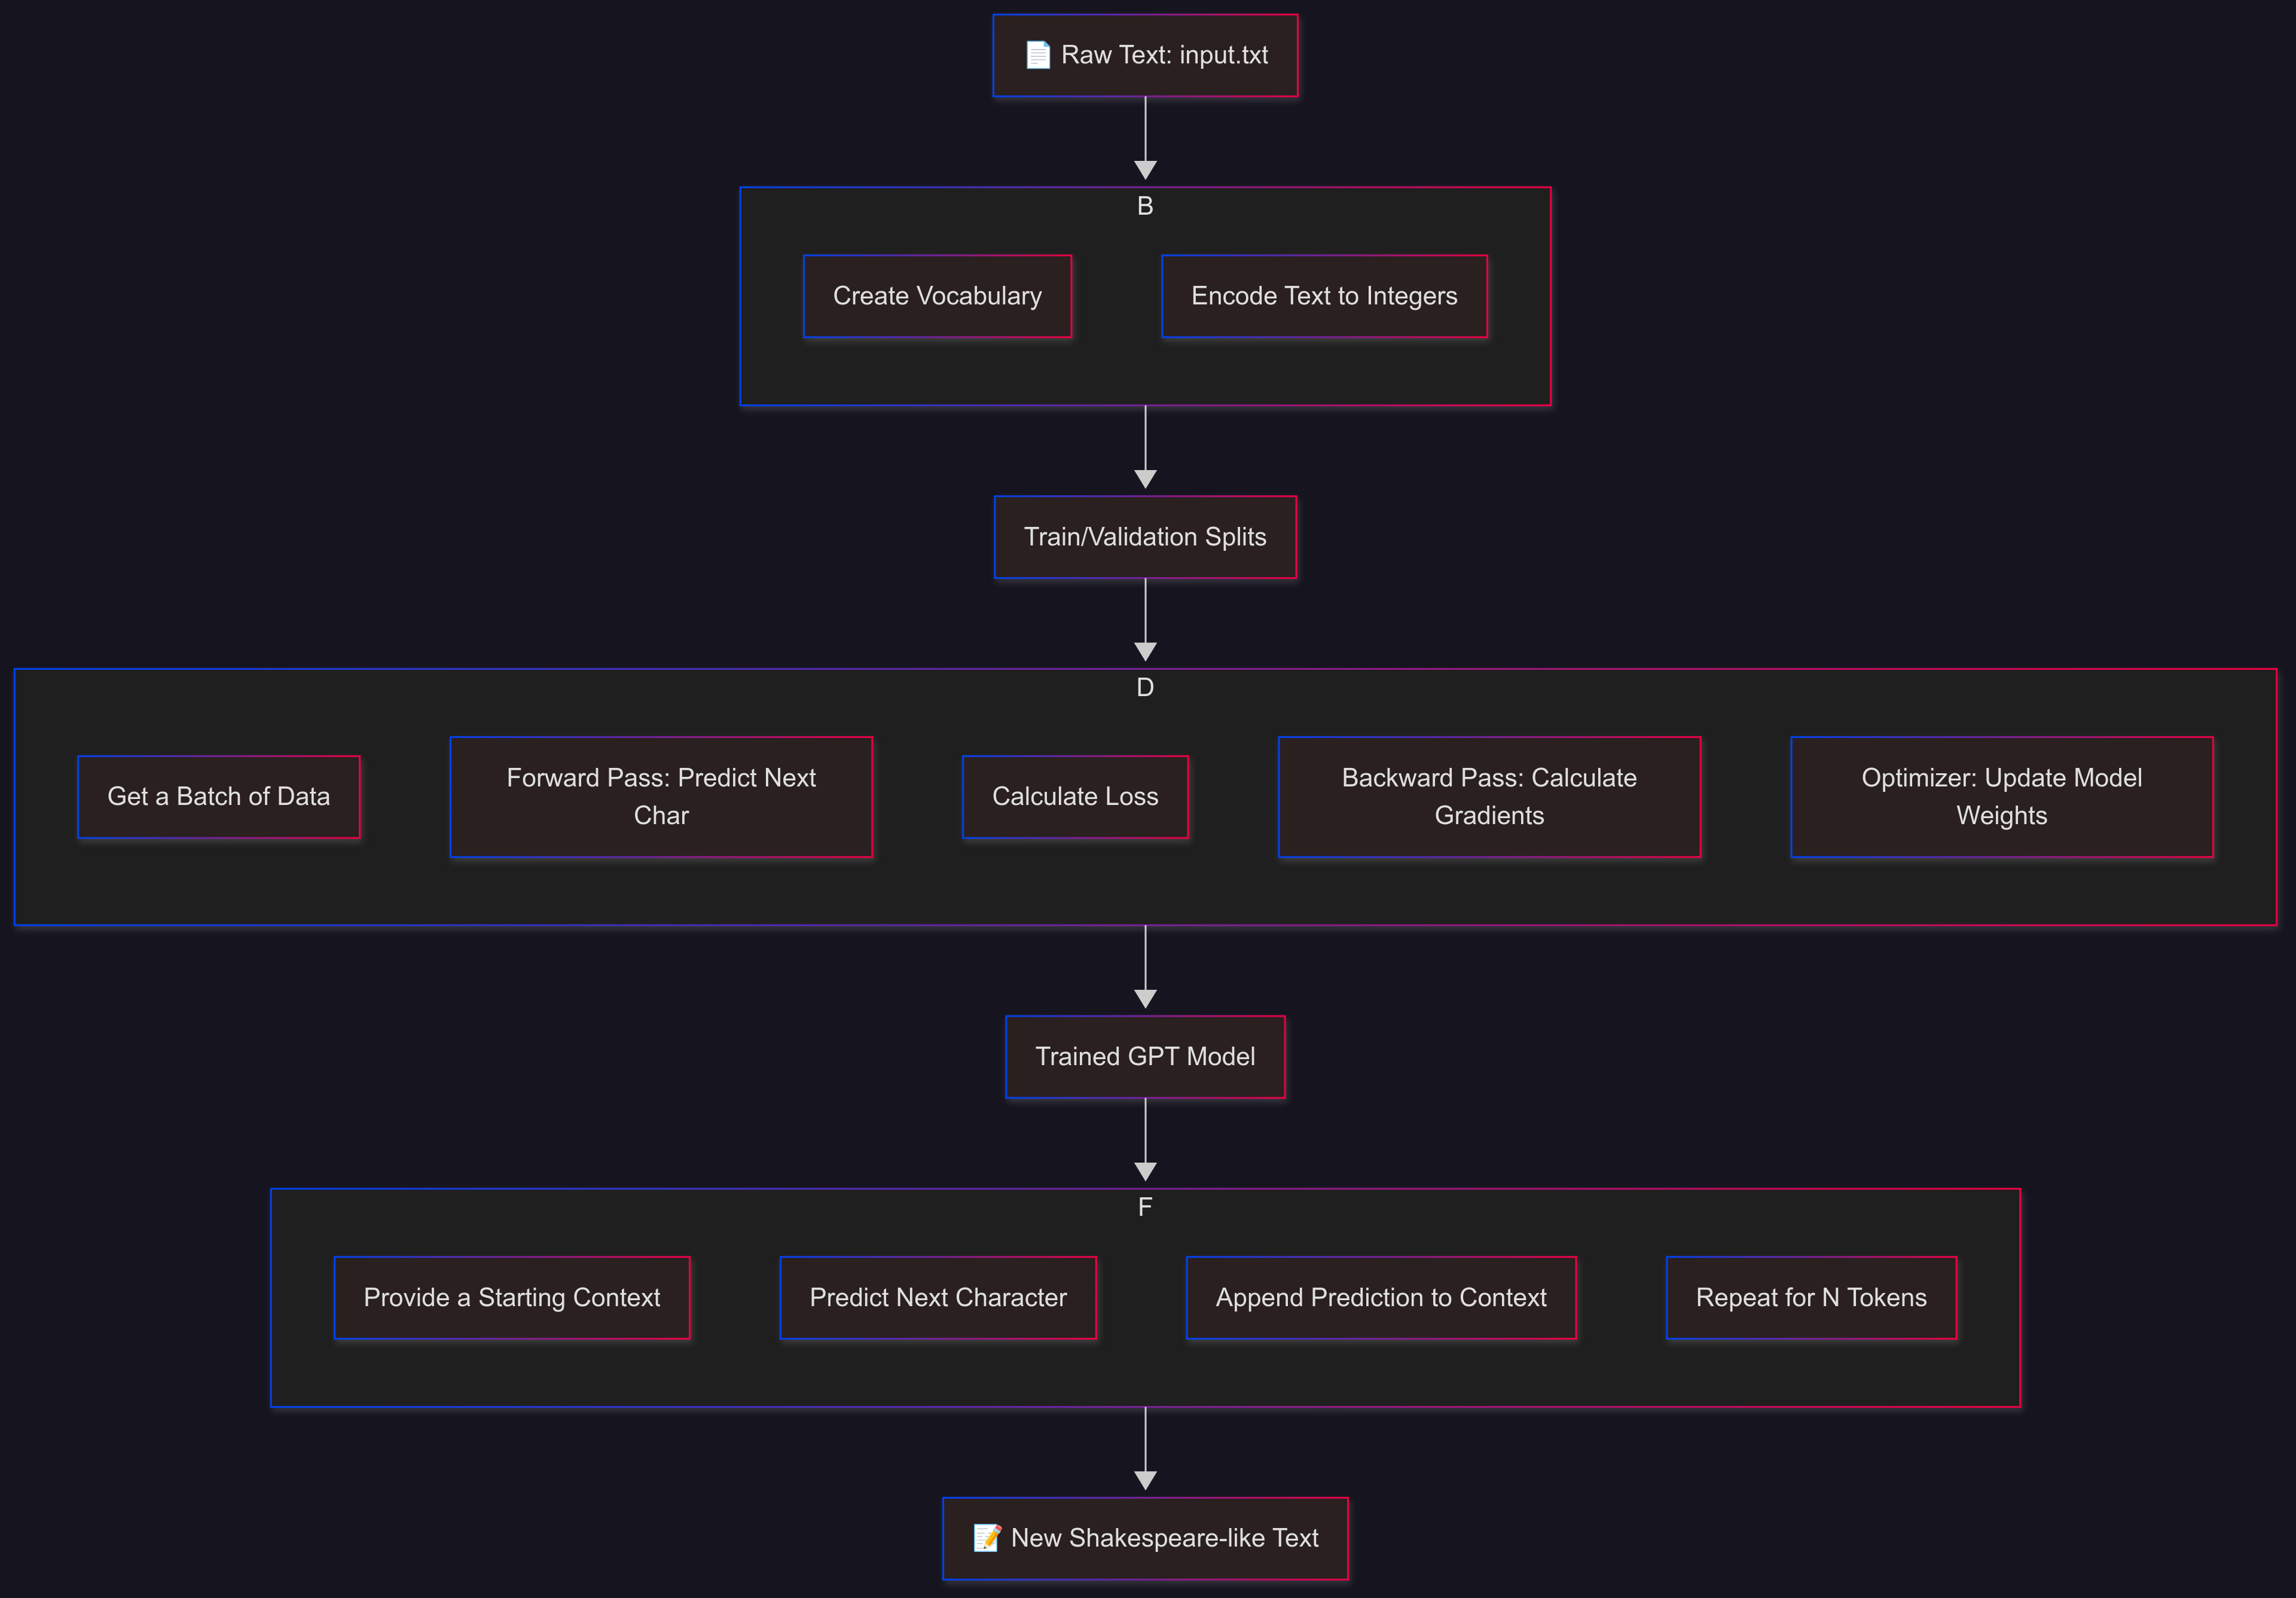 📄 Raw Text: input.txt
B
Create Vocabulary
Encode Text to Integers
Train/Validation Splits
D
Get a Batch of Data
Forward Pass: Predict Next
Char
Calculate Loss
Backward Pass: Calculate
Gradients
Optimizer: Update Model
Weights
Trained GPT Model
F
Provide a Starting Context
Predict Next Character
Append Prediction to Context
Repeat for N Tokens
📝 New Shakespeare-like Text